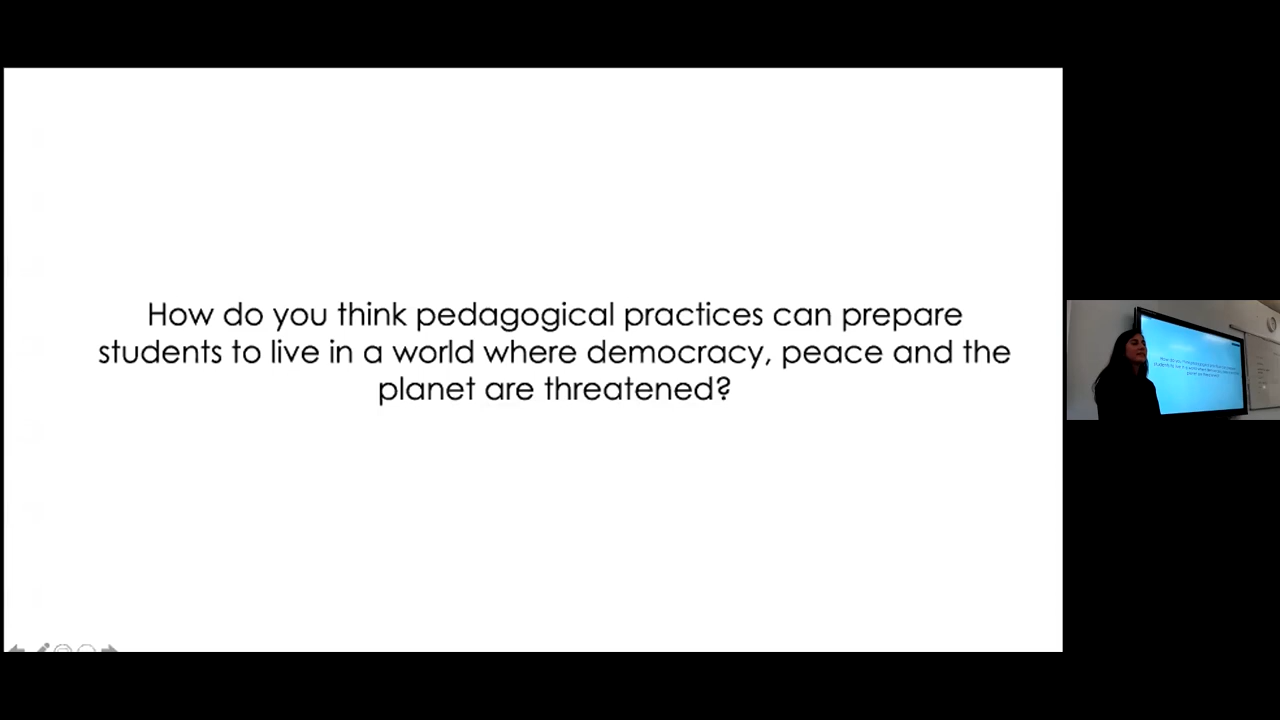 How do you think pedagogical practices can prepare
students to live in a world where democracy, peace and the
planet are threatened?